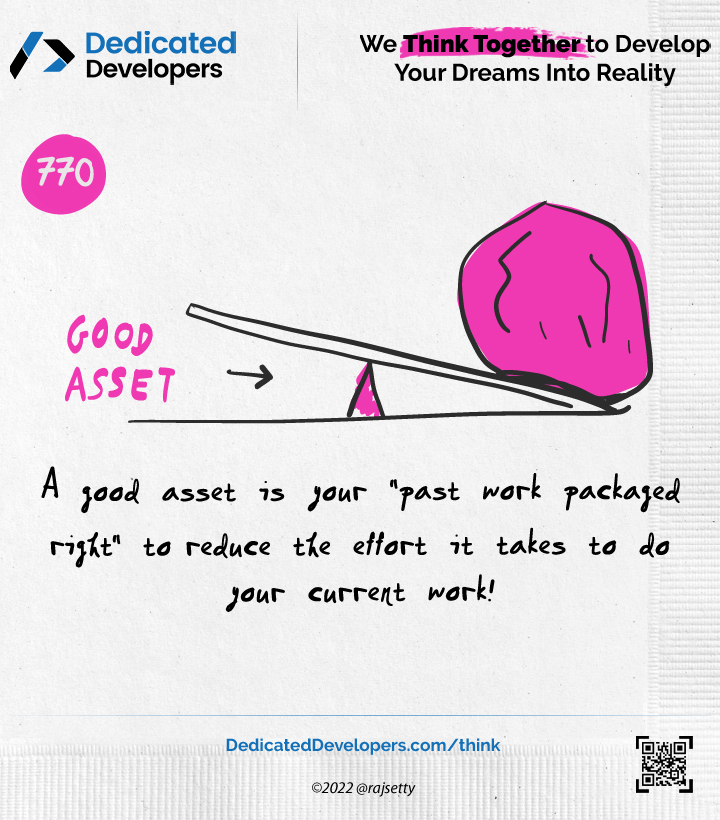 Dedicated
Developers
We Think Together to Develop
Your Dreams Into Reality
770
GOOD
ASSET
A good asset is your "past work packaged
right" to reduce the effort it takes to do
your current work!
DedicatedDevelopers.com/think
©2022 @rajsetty